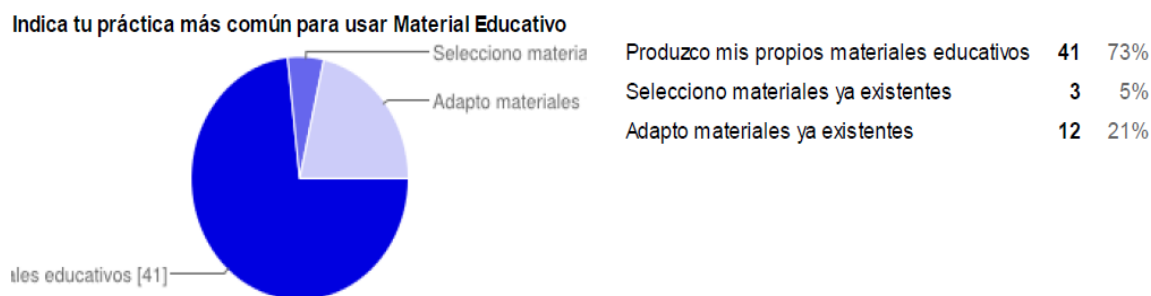 Indica tu práctica más común para usar Material Educativo
Selecciono materia
Adapto materiales
ales educativos [41]
Produzco mis propios materiales educativos 41 73%
Selecciono materiales ya existentes 3 5%
Adapto materiales ya existentes 12 21%